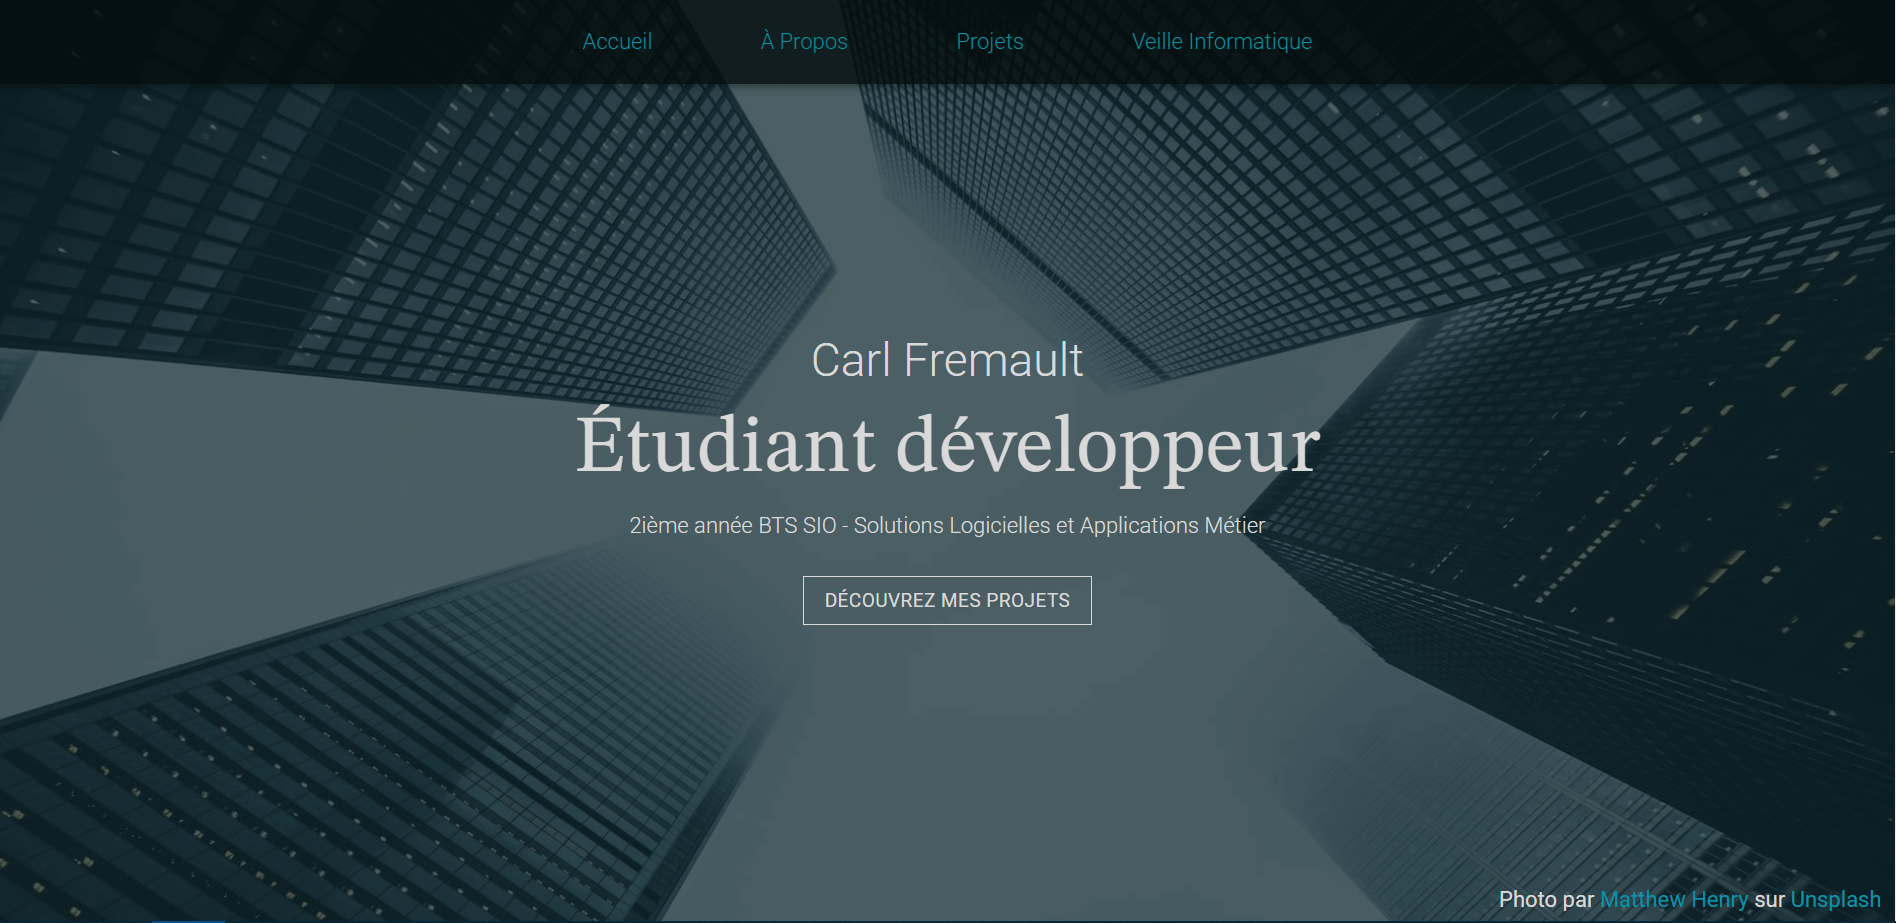 Accueil À Propos Projets Veille Informatique
Carl Fremault
Étudiant développeur
2ième année BTS SIO - Solutions Logicielles et Applications Métier
DÉCOUVREZ MES PROJETS
Photo par Matthew Henry sur Unsplash